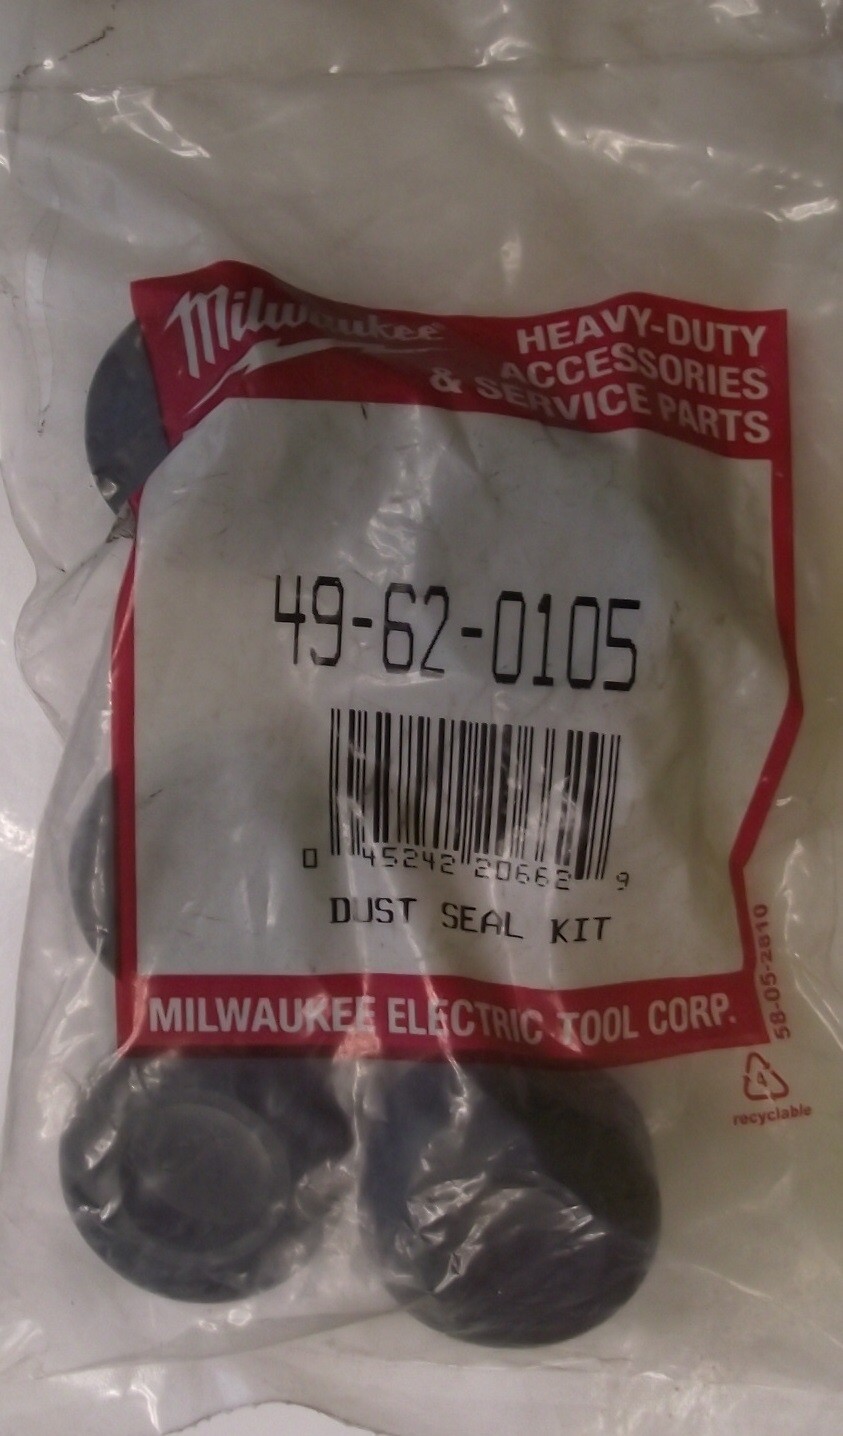 Milwaukee
HEAVY-DUTY
ACCESSORIES
& SERVICE PARTS
49-62-0105
0 45242 20662 9
DUST SEAL KIT
MILWAUKEE ELECTRIC TOOL CORP.
58-05-2810
4
recyclable